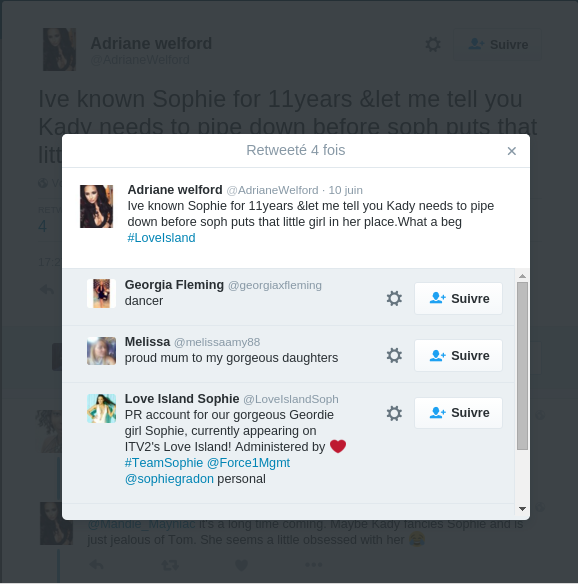 Adriane welford
@AdrianeWelford
Suivre
Ive known Sophie for 11years &let me tell you
Kady needs to pipe down before soph puts that
Retweeté 4 fois
×
Adriane welford @AdrianeWelford · 10 juin
Ive known Sophie for 11years &let me tell you Kady needs to pipe
down before soph puts that little girl in her place.What a beg
#LoveIsland
4
Georgia Fleming @georgiaxfleming
dancer
Suivre
Melissa @melissaamy88
proud mum to my gorgeous daughters
Suivre
Love Island Sophie @LoveIslandSoph
PR account for our gorgeous Geordie
girl Sophie, currently appearing on
ITV2's Love Island! Administered by ❤
#TeamSophie @Force1Mgmt
@sophiegradon personal
Suivre
@Mandie_Mayniac it's a long time coming. Maybe Kady fancies Sophie and is
just jealous of Tom. She seems a little obsessed with her 😂